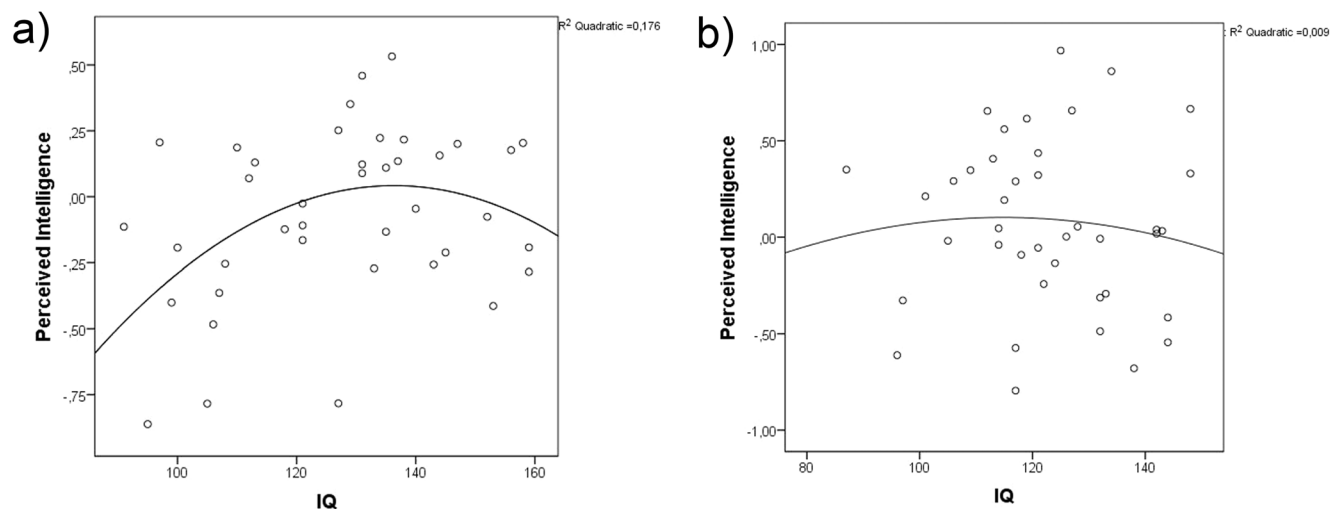 a)
R² Quadratic =0,176
,50
,25
,00
-,25
-,50
-,75
Perceived Intelligence
100
120
140
160
IQ
b)
: R² Quadratic =0,009
1,00
,50
,00
-,50
-1,00
Perceived Intelligence
80
100
120
140
IQ